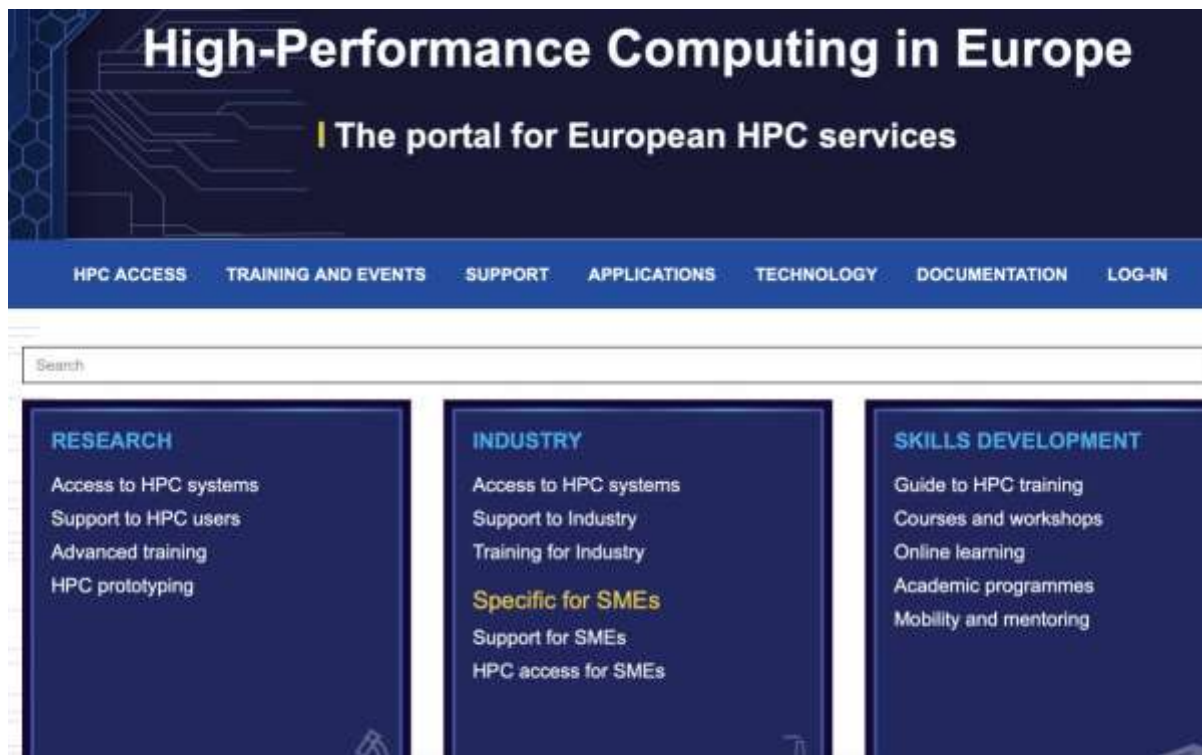 High-Performance Computing in Europe
| The portal for European HPC services
HPC ACCESS TRAINING AND EVENTS SUPPORT APPLICATIONS TECHNOLOGY DOCUMENTATION LOG-IN
Search
RESEARCH
Access to HPC systems
Support to HPC users
Advanced training
HPC prototyping
INDUSTRY
Access to HPC systems
Support to Industry
Training for Industry
Specific for SMEs
Support for SMEs
HPC access for SMEs
SKILLS DEVELOPMENT
Guide to HPC training
Courses and workshops
Online learning
Academic programmes
Mobility and mentoring